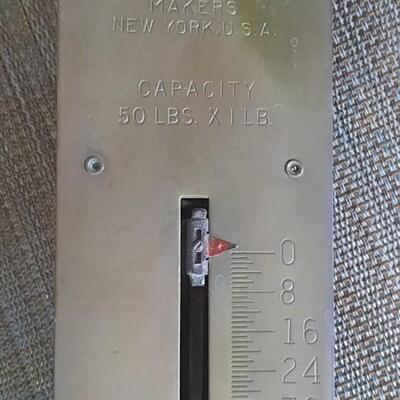 MAKERS
NEW YORK, U.S.A.
CAPACITY
50 LBS. X 1 LB.
0
8
16
24